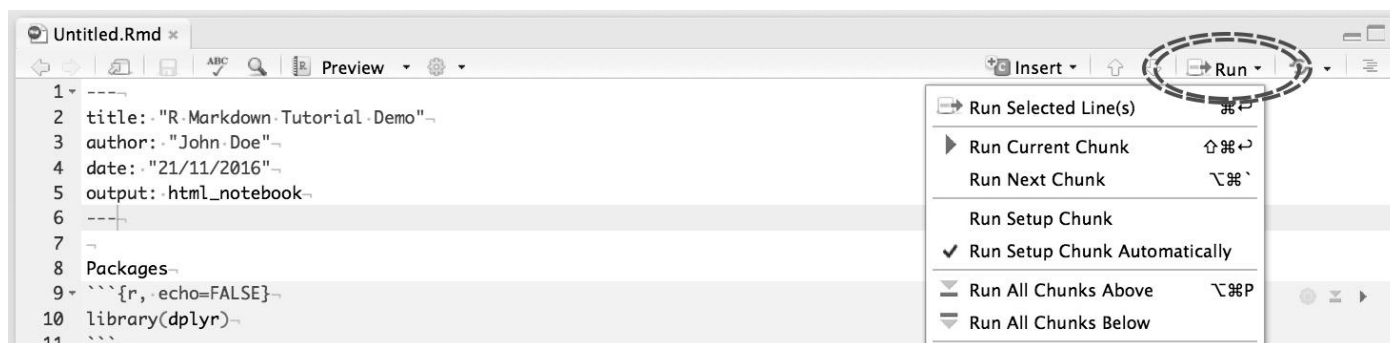 Untitled.Rmd ×
ABC Preview Insert Run
1 ---
2 title: "R Markdown Tutorial Demo"
3 author: "John Doe"
4 date: "21/11/2016"
5 output: html_notebook
6 ---
7
8 Packages
9 ```{r, echo=FALSE}
10 library(dplyr)
11 ```
Run Selected Line(s) ⌘↩
Run Current Chunk ⇧⌘↩
Run Next Chunk ⌥⌘`
Run Setup Chunk
✓ Run Setup Chunk Automatically
Run All Chunks Above ⌥⌘P
Run All Chunks Below